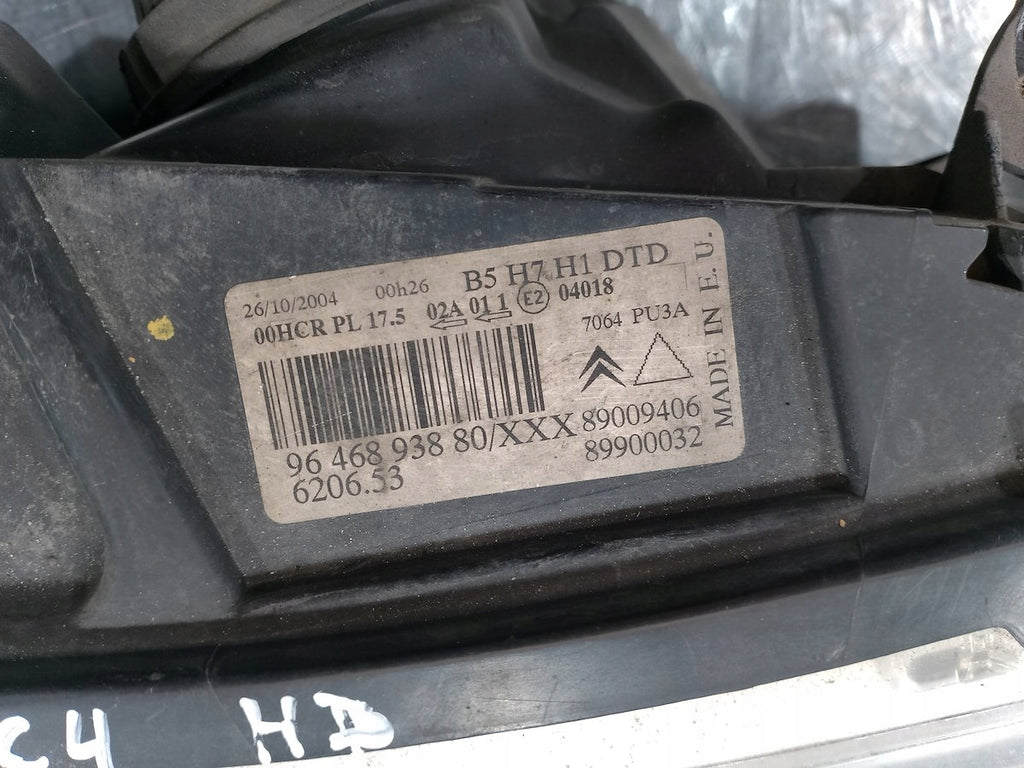 26/10/2004 00h26 B5 H7 H1 DTD
00HCR PL 17.5 02A 01 1 E2 04018
7064 PU3A
96 468 938 80/XXX 89009406
6206.53 89900032
MADE IN E. U.
C4 HD